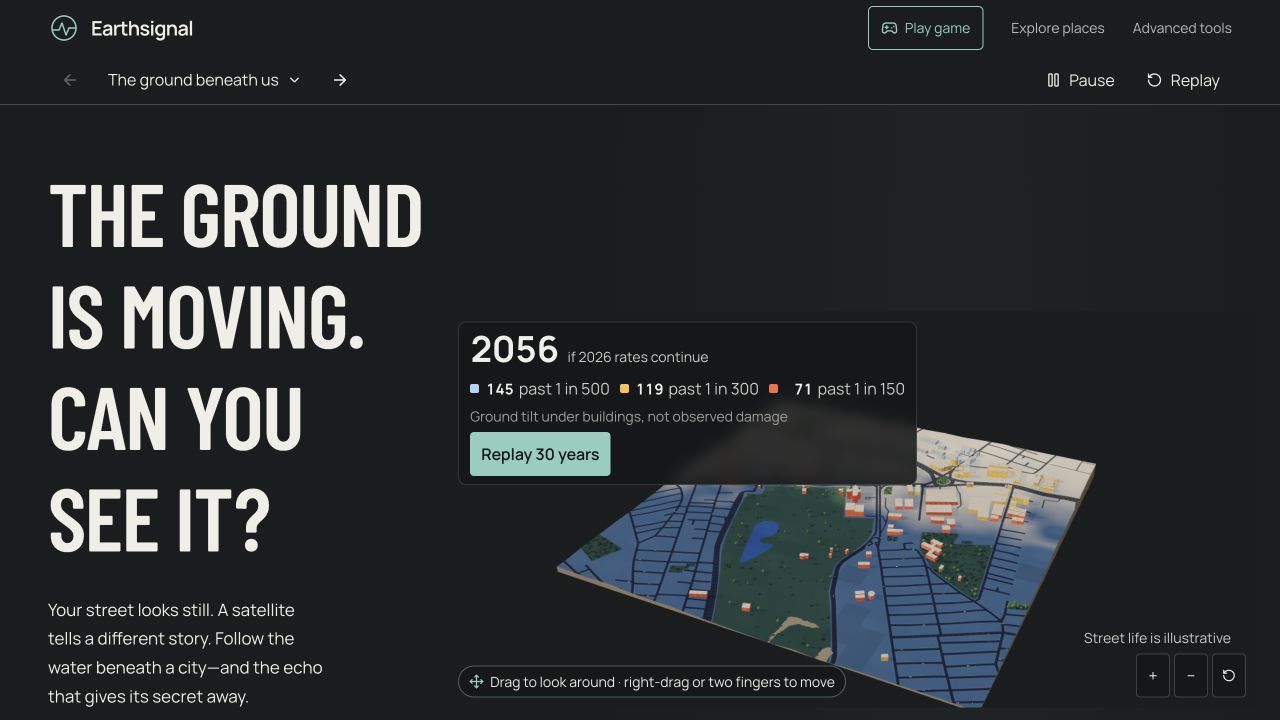 Earthsignal
Play game
Explore places
Advanced tools
The ground beneath us
Pause
Replay
THE GROUND
IS MOVING.
CAN YOU
SEE IT?
Your street looks still. A satellite
tells a different story. Follow the
water beneath a city—and the echo
that gives its secret away.
2056 if 2026 rates continue
145 past 1 in 500 119 past 1 in 300 71 past 1 in 150
Ground tilt under buildings, not observed damage
Replay 30 years
Street life is illustrative
+ −
Drag to look around · right-drag or two fingers to move